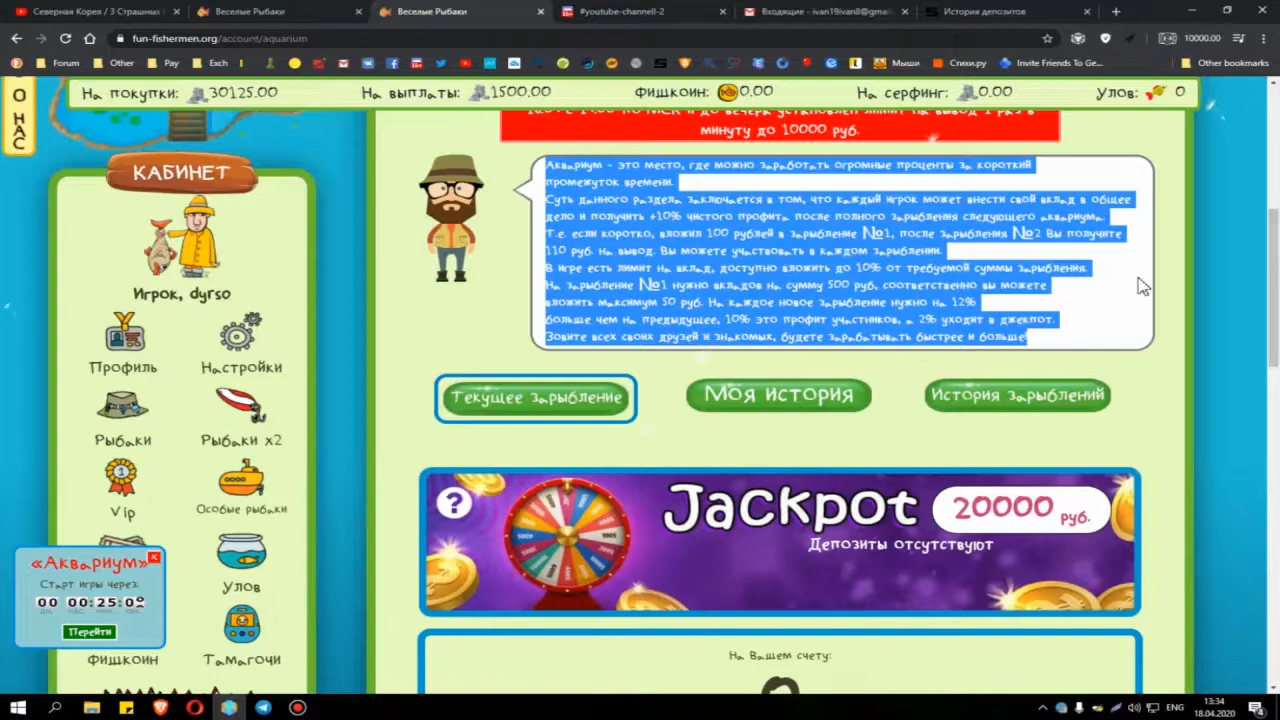 Северная Корея / 3 Страшных
Веселые Рыбаки
Веселые Рыбаки
#youtube-channell-2
Входящие - ivan19ivan8@gmail.
История депозитов
fun-fishermen.org/account/aquarium
10000.00
Forum
Other
Pay
Exch
Мыши
Стихи.ру
Invite Friends To Ge...
Other bookmarks
На покупки: 30125.00
На выплаты: 1500.00
Фишкоин: 0.00
На серфинг: 0.00
Улов: 0
О НАС
минуту до 10000 руб.
КАБИНЕТ
Игрок, dyrso
Профиль
Настройки
Рыбаки
Рыбаки x2
Vip
Особые рыбаки
Улов
Фишкоин
Тамагочи
«Аквариум»
Старт игры через:
00 00:25:0
Перейти
Аквариум - это место, где можно заработать огромные проценты за короткий
промежуток времени.
Суть данного раздела заключается в том, что каждый игрок может внести свой вклад в общее
дело и получить +10% чистого профита после полного зарыбления следующего аквариума.
Т.е. если коротко, вложил 100 рублей в зарыбление №1, после зарыбления №2 Вы получите
110 руб. на вывод. Вы можете участвовать в каждом зарыблении.
В игре есть лимит на вклад, доступно вложить до 10% от требуемой суммы зарыбления.
На зарыбление №1 нужно вкладов на сумму 500 руб, соответственно вы можете
вложить максимум 50 руб. На каждое новое зарыбление нужно на 12%
больше чем на предыдущее, 10% это профит участников, а 2% уходит в джекпот.
Зовите всех своих друзей и знакомых, будете зарабатывать быстрее и больше!
Текущее зарыбление
Моя история
История зарыблений
?
Jackpot
20000 руб.
Депозиты отсутствуют
На Вашем счету:
ENG
13:34
18.04.2020
4